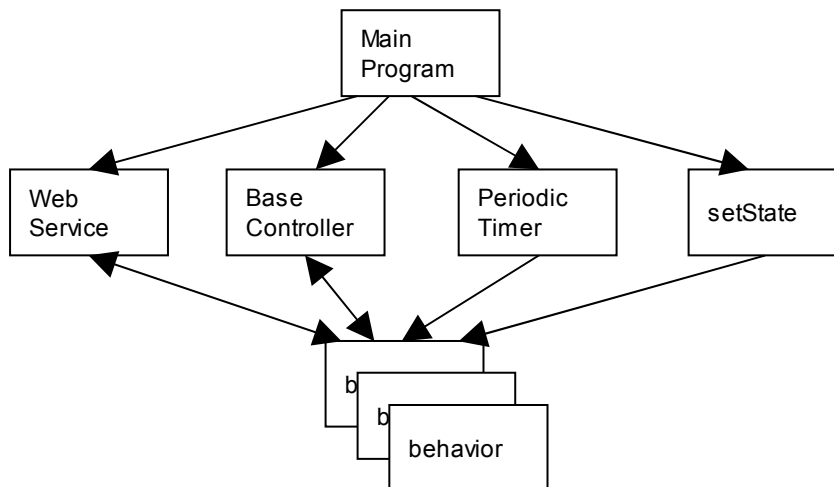 Main
Program
Web
Service
Base
Controller
Periodic
Timer
setState
b
b
behavior